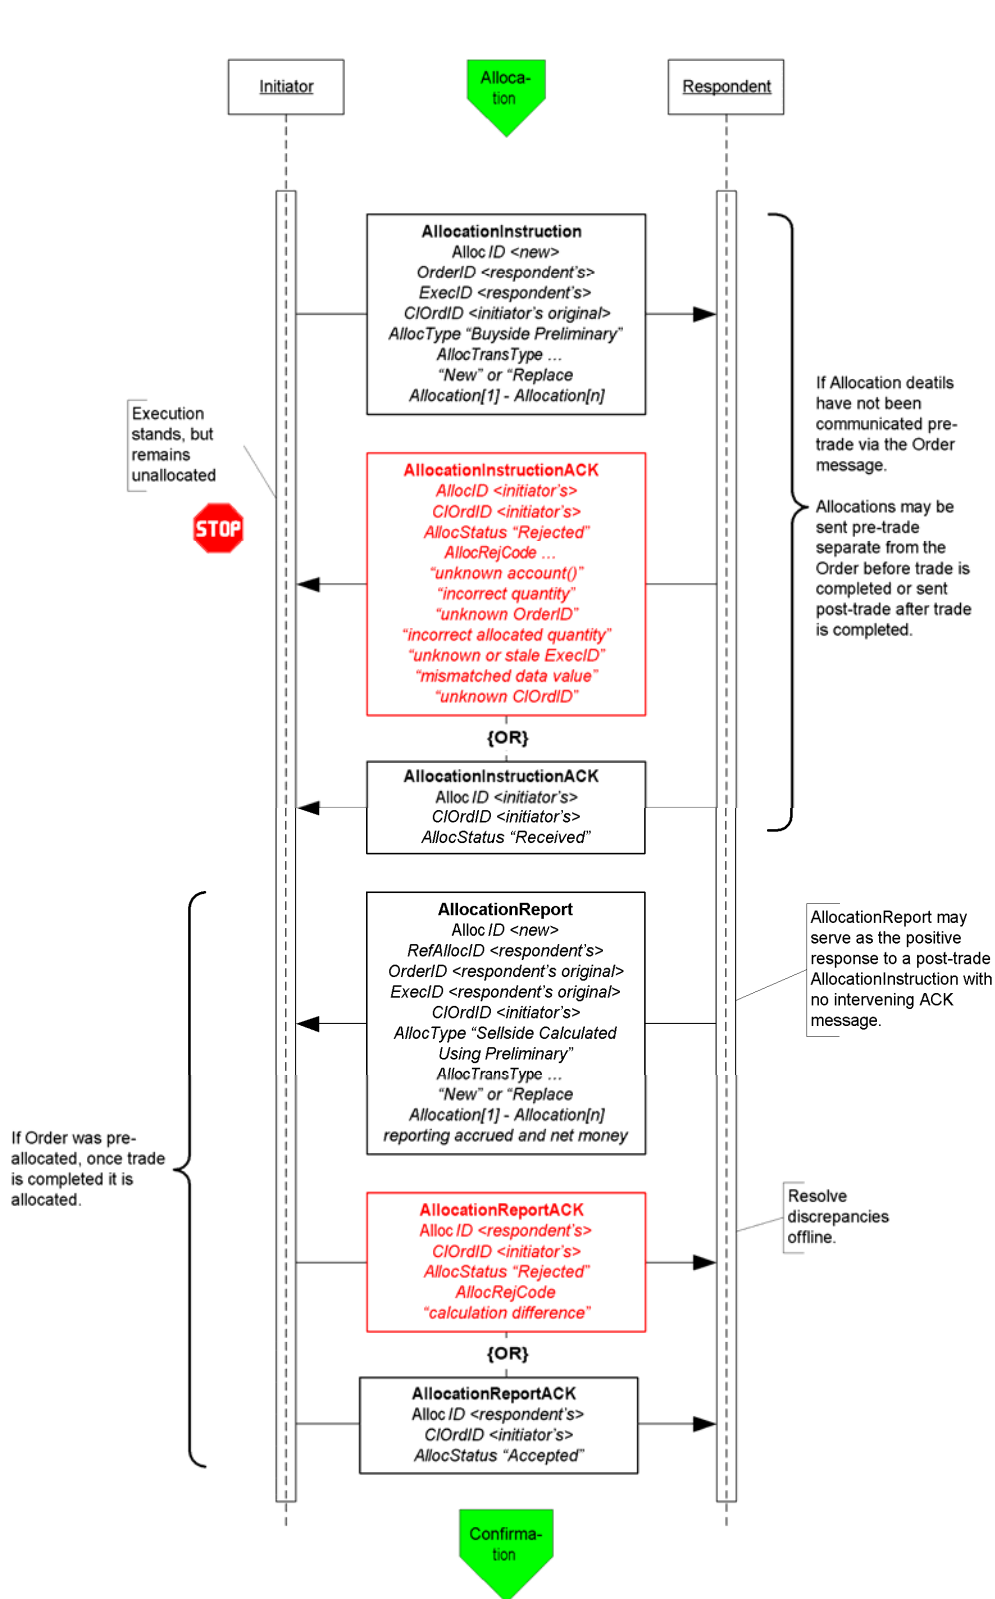 Initiator
Alloca-
tion
Respondent
AllocationInstruction
Alloc ID <new>
OrderID <respondent's>
ExecID <respondent's>
ClOrdID <initiator's original>
AllocType “Buyside Preliminary”
AllocTransType ...
“New” or “Replace
Allocation[1] - Allocation[n]
If Allocation deatils
have not been
communicated pre-
trade via the Order
message.
Allocations may be
sent pre-trade
separate from the
Order before trade is
completed or sent
post-trade after trade
is completed.
Execution
stands, but
remains
unallocated
STOP
AllocationInstructionACK
AllocID <initiator's>
ClOrdID <initiator's>
AllocStatus “Rejected”
AllocRejCode ...
“unknown account()”
“incorrect quantity”
“unknown OrderID”
“incorrect allocated quantity”
“unknown or stale ExecID”
“mismatched data value”
“unknown ClOrdID”
{OR}
AllocationInstructionACK
Alloc ID <initiator's>
ClOrdID <initiator's>
AllocStatus “Received”
AllocationReport
Alloc ID <new>
RefAllocID <respondent's>
OrderID <respondent's original>
ExecID <respondent's original>
ClOrdID <initiator's>
AllocType “Sellside Calculated
Using Preliminary”
AllocTransType ...
“New” or “Replace
Allocation[1] - Allocation[n]
reporting accrued and net money
AllocationReport may
serve as the positive
response to a post-trade
AllocationInstruction with
no intervening ACK
message.
If Order was pre-
allocated, once trade
is completed it is
allocated.
AllocationReportACK
Alloc ID <respondent's>
ClOrdID <initiator's>
AllocStatus “Rejected”
AllocRejCode
“calculation difference”
Resolve
discrepancies
offline.
{OR}
AllocationReportACK
Alloc ID <respondent's>
ClOrdID <initiator's>
AllocStatus “Accepted”
Confirma-
tion